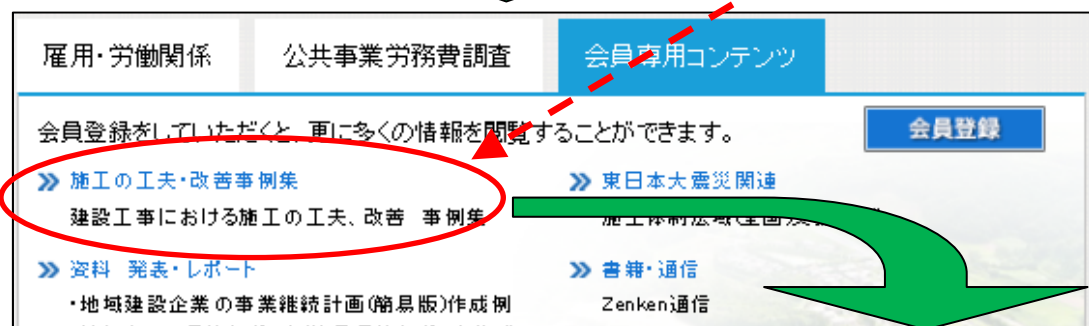 雇用・労働関係 公共事業労務費調査 会員専用コンテンツ
会員登録をしていただくと、更に多くの情報を閲覧することができます。 会員登録
» 施工の工夫・改善事例集 » 東日本大震災関連
建設工事における施工の工夫、改善 事例集
» 資料 発表・レポート » 書籍・通信
・地域建設企業の事業継続計画(簡易版)作成例 Zenken通信